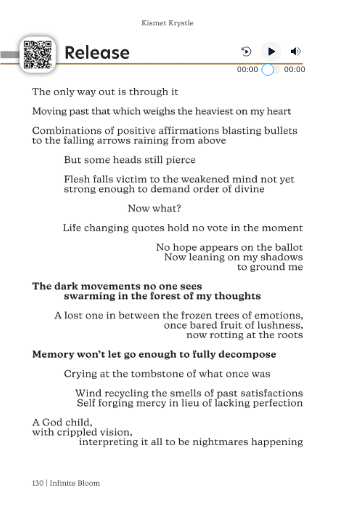 Kismet Krystle
Release
00:00 00:00
The only way out is through it
Moving past that which weighs the heaviest on my heart
Combinations of positive affirmations blasting bullets
to the falling arrows raining from above
But some heads still pierce
Flesh falls victim to the weakened mind not yet
strong enough to demand order of divine
Now what?
Life changing quotes hold no vote in the moment
No hope appears on the ballot
Now leaning on my shadows
to ground me
The dark movements no one sees
swarming in the forest of my thoughts
A lost one in between the frozen trees of emotions,
once bared fruit of lushness,
now rotting at the roots
Memory won't let go enough to fully decompose
Crying at the tombstone of what once was
Wind recycling the smells of past satisfactions
Self forging mercy in lieu of lacking perfection
A God child,
with crippled vision,
interpreting it all to be nightmares happening
130 | Infinite Bloom